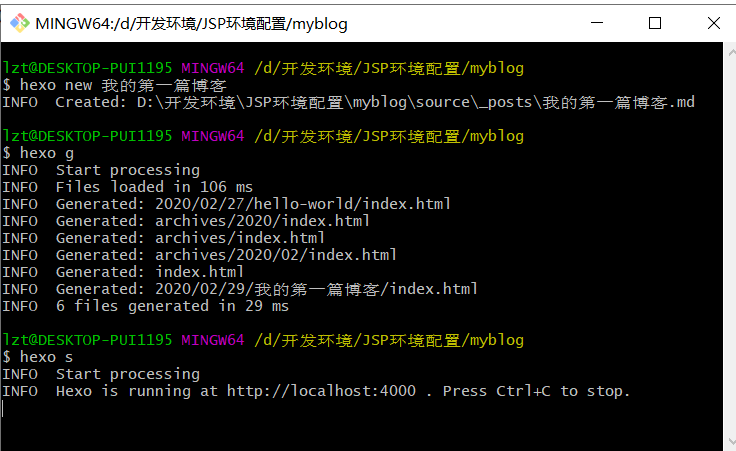 MINGW64:/d/开发环境/JSP环境配置/myblog
lzt@DESKTOP-PUI1195 MINGW64 /d/开发环境/JSP环境配置/myblog
$ hexo new 我的第一篇博客
INFO  Created: D:\开发环境\JSP环境配置\myblog\source\_posts\我的第一篇博客.md
lzt@DESKTOP-PUI1195 MINGW64 /d/开发环境/JSP环境配置/myblog
$ hexo g
INFO  Start processing
INFO  Files loaded in 106 ms
INFO  Generated: 2020/02/27/hello-world/index.html
INFO  Generated: archives/2020/index.html
INFO  Generated: archives/index.html
INFO  Generated: archives/2020/02/index.html
INFO  Generated: index.html
INFO  Generated: 2020/02/29/我的第一篇博客/index.html
INFO  6 files generated in 29 ms
lzt@DESKTOP-PUI1195 MINGW64 /d/开发环境/JSP环境配置/myblog
$ hexo s
INFO  Start processing
INFO  Hexo is running at http://localhost:4000 . Press Ctrl+C to stop.